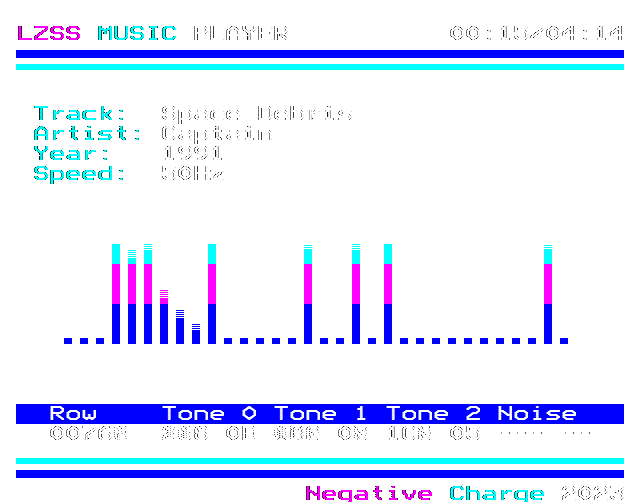 LZSS MUSIC PLAYER 00:15/04:14
Track: Space Debris
Artist: Captain
Year: 1991
Speed: 50Hz
Row Tone 0 Tone 1 Tone 2 Noise
05 ---- --
Negative Charge 2023